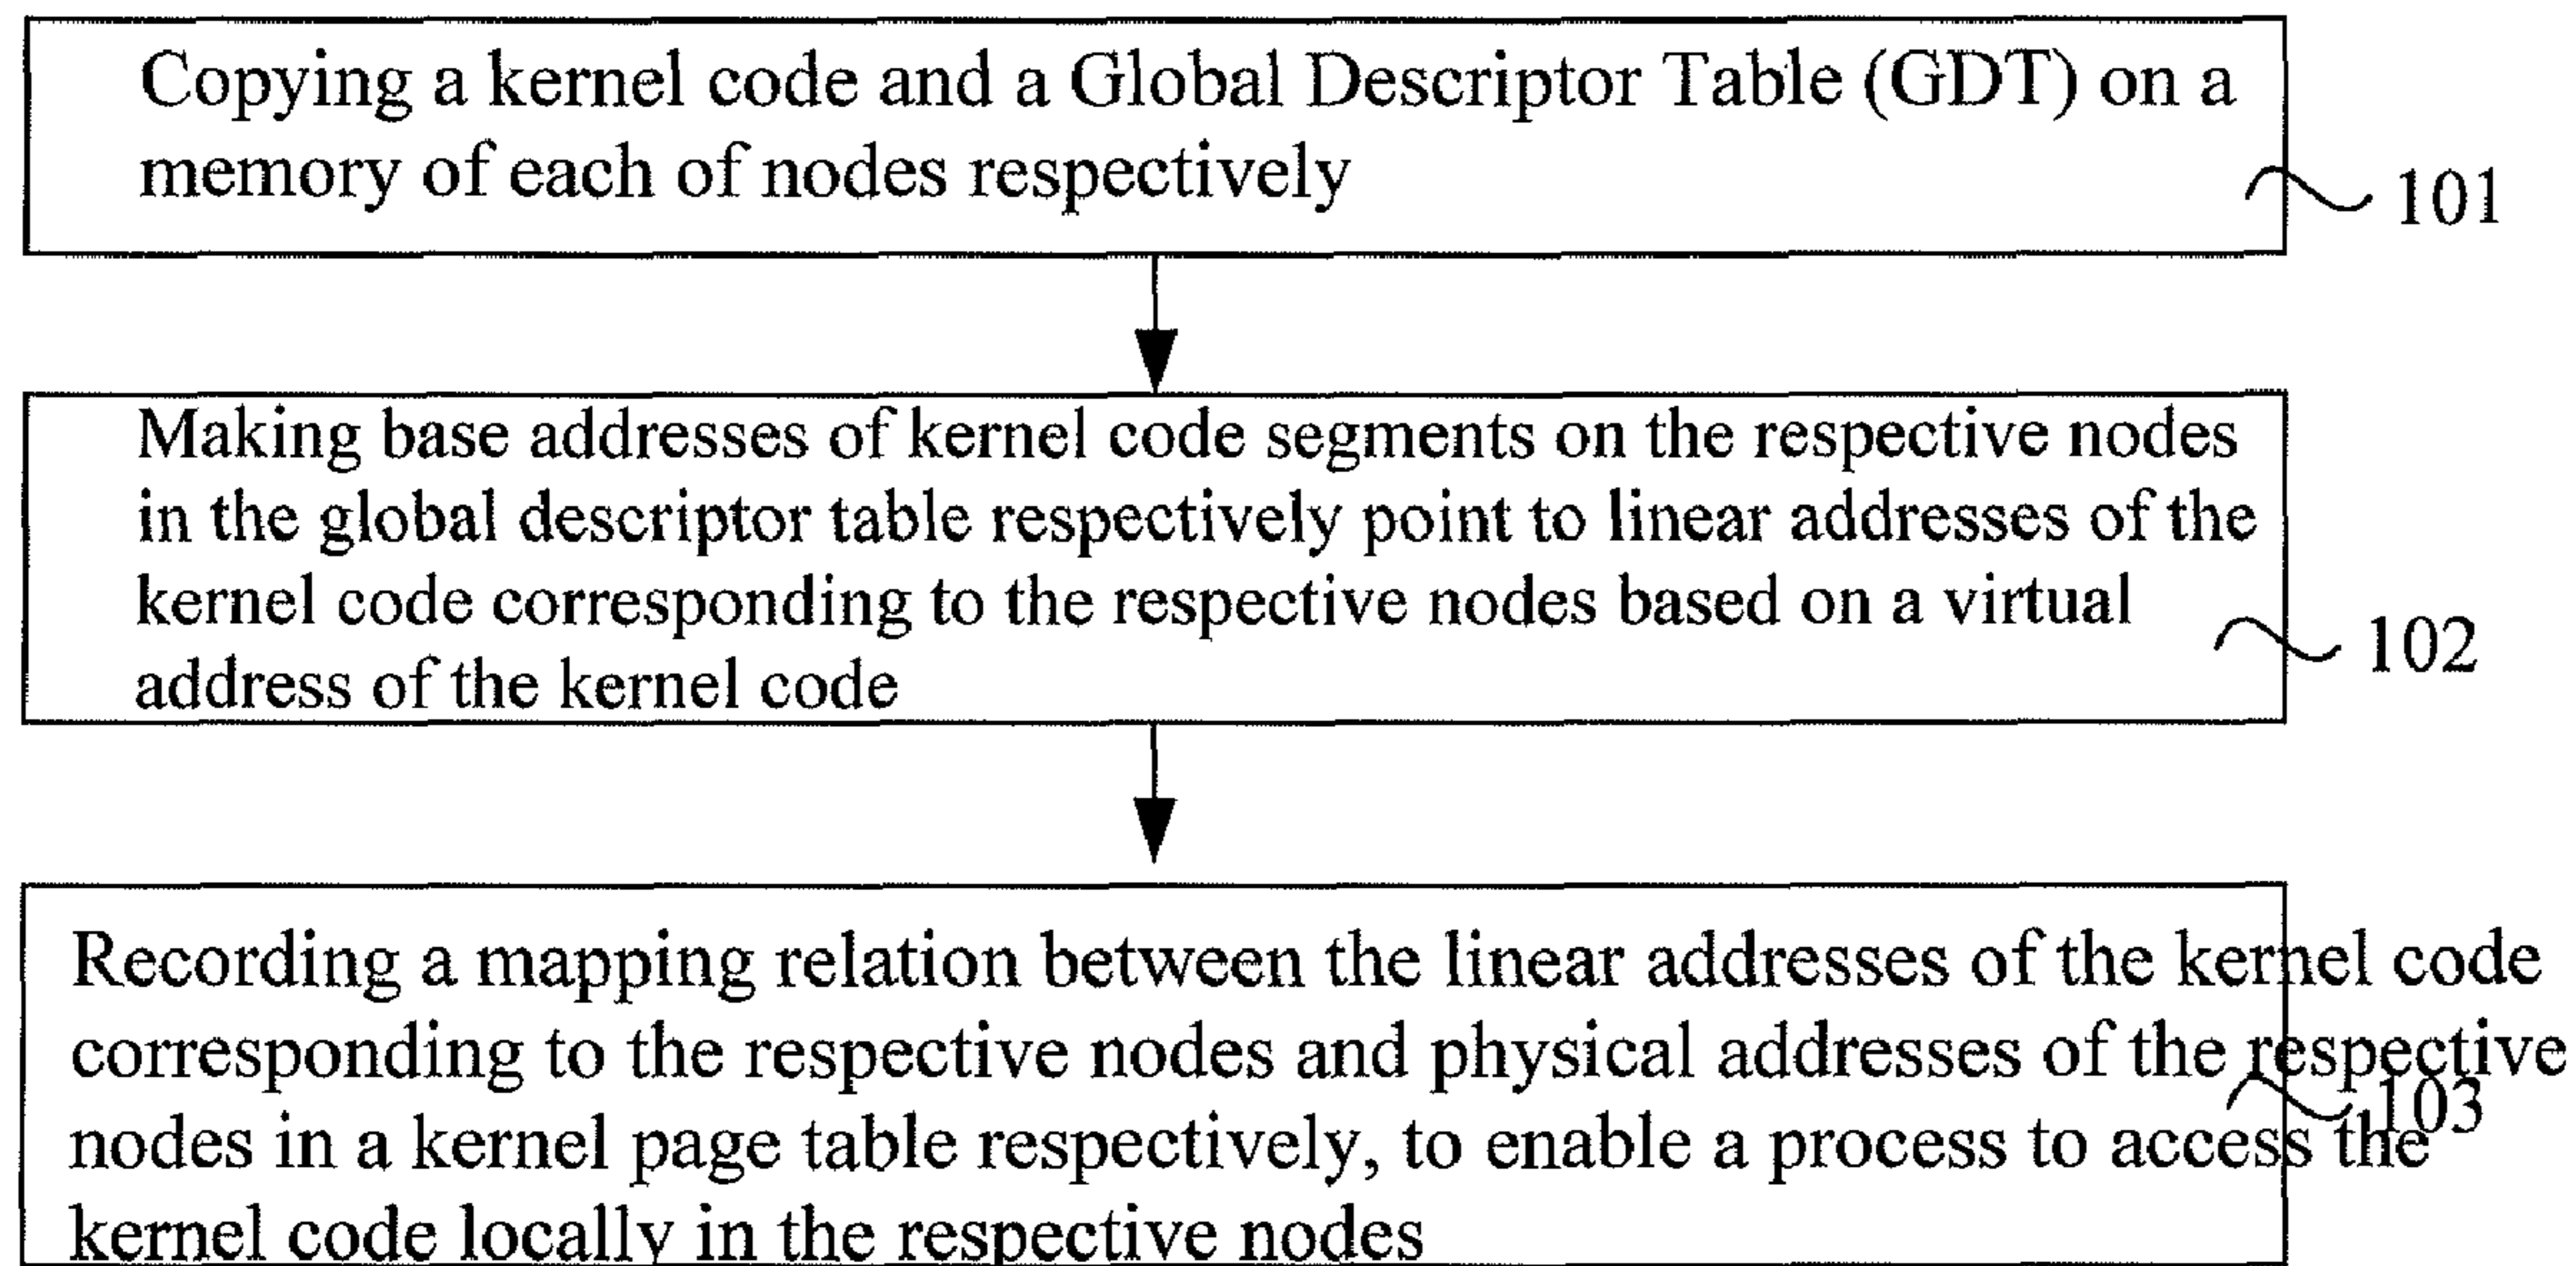 Copying a kernel code and a Global Descriptor Table (GDT) on a
memory of each of nodes respectively
101
Making base addresses of kernel code segments on the respective nodes
in the global descriptor table respectively point to linear addresses of the
kernel code corresponding to the respective nodes based on a virtual
address of the kernel code
102
Recording a mapping relation between the linear addresses of the kernel code
corresponding to the respective nodes and physical addresses of the respective
nodes in a kernel page table respectively, to enable a process to access the
kernel code locally in the respective nodes
103